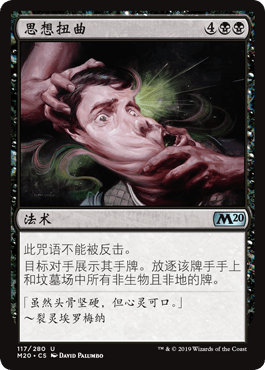 思想扭曲 4
法术 M20
此咒语不能被反击。
目标对手展示其手牌。放逐该牌手手上
和坟墓场中所有非生物且非地的牌。
「虽然头骨坚硬，但心灵可口。」
～裂灵埃罗梅纳
117/280 U ™ & © 2019 Wizards of the Coast
M20 • CS DAVID PALUMBO